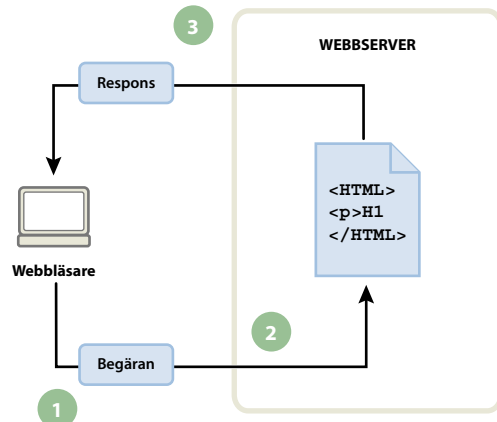 3
WEBBSERVER
Respons
<HTML>
<p>H1
</HTML>
Webbläsare
2
Begäran
1